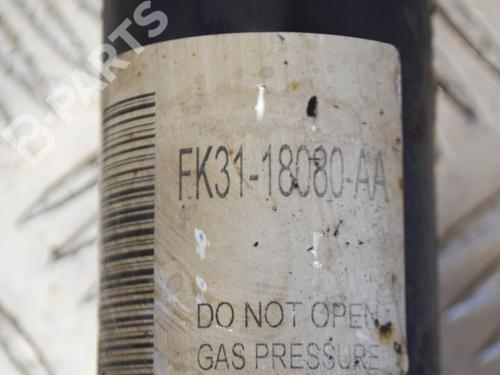 B-PARTS
FK31-18080-AA
DO NOT OPEN
GAS PRESSURE